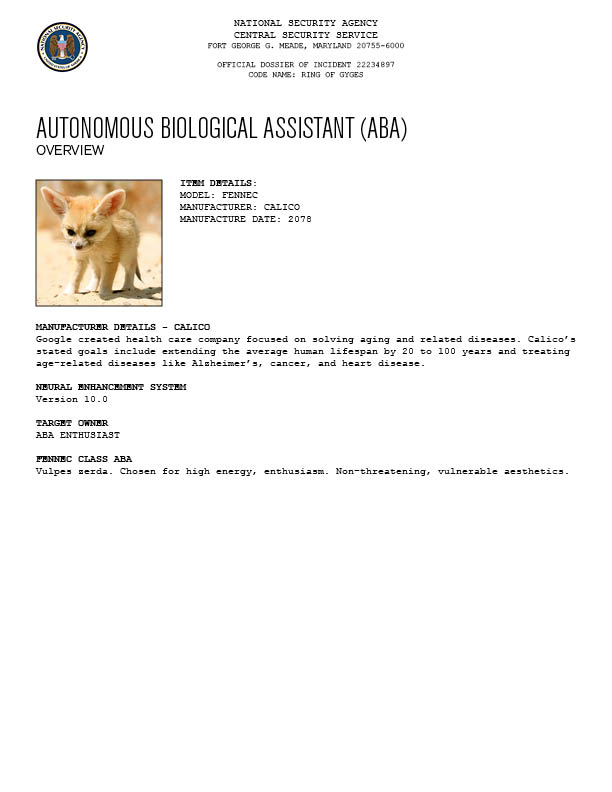 NATIONAL SECURITY AGENCY
CENTRAL SECURITY SERVICE
FORT GEORGE G. MEADE, MARYLAND 20755-6000
OFFICIAL DOSSIER OF INCIDENT 22234897
CODE NAME: RING OF GYGES
AUTONOMOUS BIOLOGICAL ASSISTANT (ABA)
OVERVIEW
ITEM DETAILS:
MODEL: FENNEC
MANUFACTURER: CALICO
MANUFACTURE DATE: 2078
MANUFACTURER DETAILS - CALICO
Google created health care company focused on solving aging and related diseases. Calico's
stated goals include extending the average human lifespan by 20 to 100 years and treating
age-related diseases like Alzheimer's, cancer, and heart disease.
NEURAL ENHANCEMENT SYSTEM
Version 10.0
TARGET OWNER
ABA ENTHUSIAST
FENNEC CLASS ABA
Vulpes zerda. Chosen for high energy, enthusiasm. Non-threatening, vulnerable aesthetics.